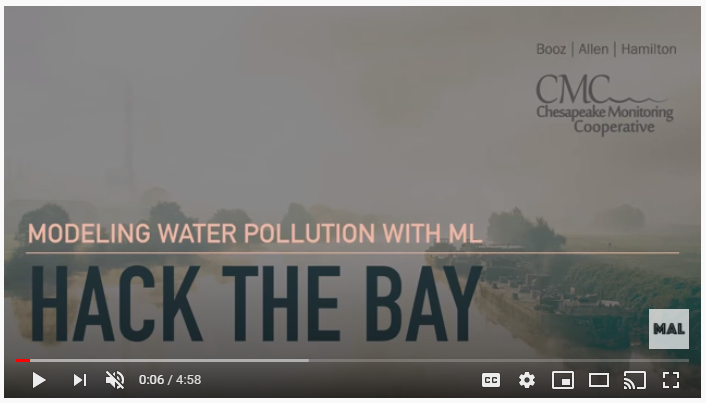 Booz | Allen | Hamilton
CMC
Chesapeake Monitoring
Cooperative
MODELING WATER POLLUTION WITH ML
HACK THE BAY
MAL
0:06 / 4:58
CC